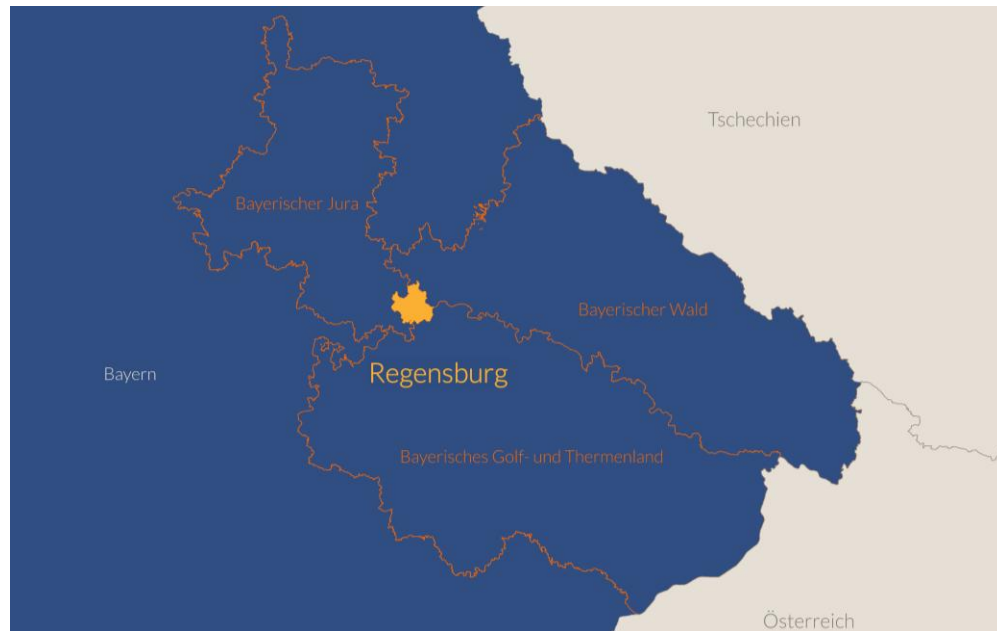 Tschechien
Bayerischer Jura
Bayerischer Wald
Regensburg
Bayern
Bayerisches Golf- und Thermenland
Österreich